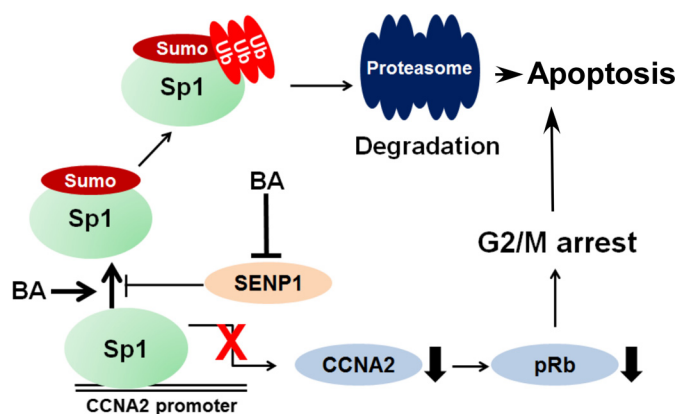 Sumo
Ub
Ub
Ub
Sp1
Proteasome
Apoptosis
Degradation
Sumo
Sp1
BA
G2/M arrest
SENP1
BA
Sp1
X
CCNA2
pRb
CCNA2 promoter